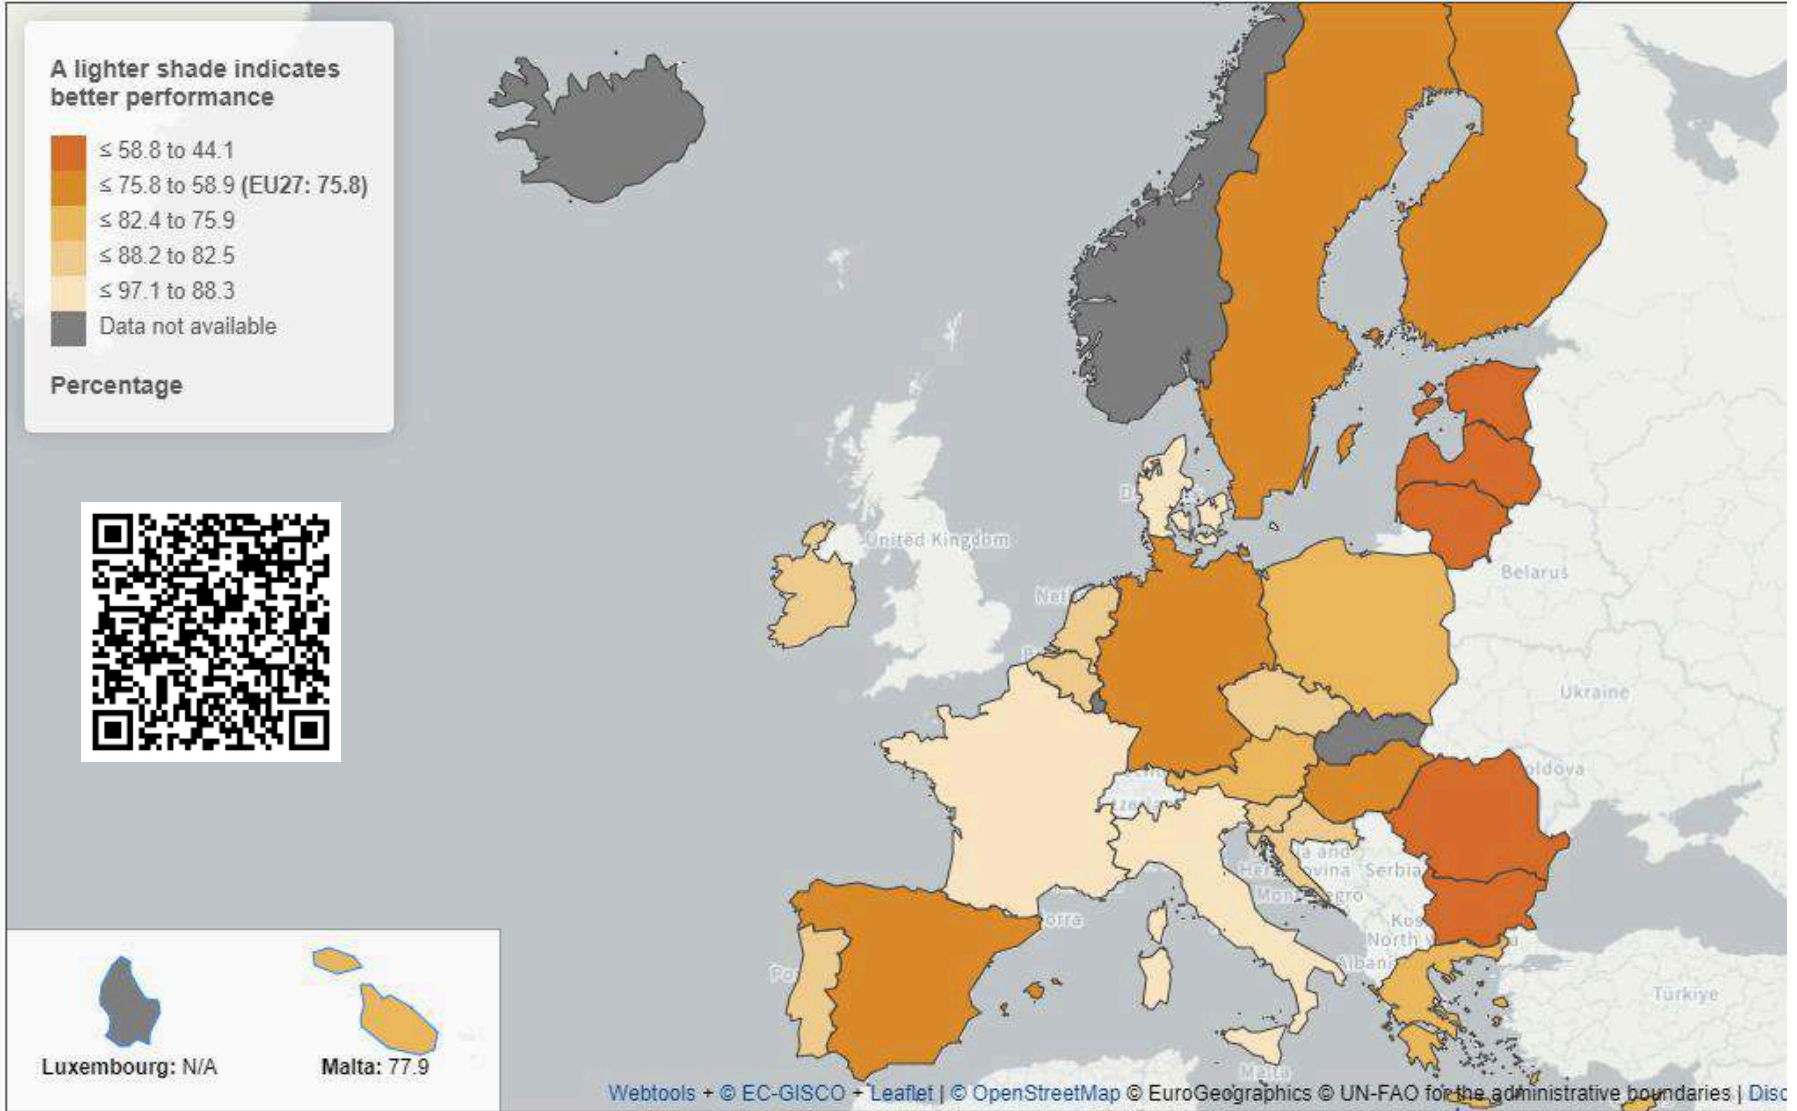 A lighter shade indicates
better performance
≤ 58.8 to 44.1
≤ 75.8 to 58.9 (EU27: 75.8)
≤ 82.4 to 75.9
≤ 88.2 to 82.5
≤ 97.1 to 88.3
Data not available
Percentage
United Kingdom
Belarus
Ukraine
oldova
Serbia
Türkiye
Malta
Luxembourg: N/A
Malta: 77.9
Webtools + © EC-GISCO + Leaflet | © OpenStreetMap © EuroGeographics © UN-FAO for the administrative boundaries | Disc